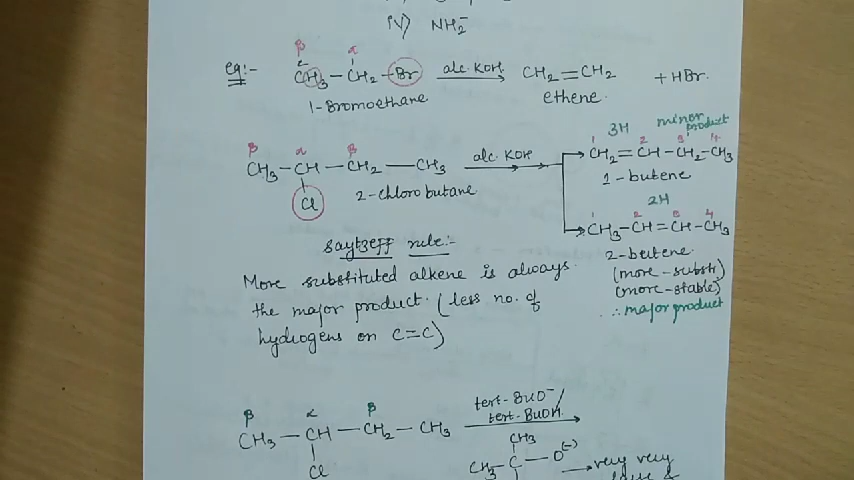 iv) NH2-
β α
eg:- CH3 - CH2 - Br alc. KOH CH2 = CH2 + HBr.
1-Bromoethane ethene.
3H minor product
β α β
CH3 - CH - CH2 - CH3 alc. KOH
Cl 2-chlorobutane
1 2 3 4
CH2 = CH - CH2 - CH3
1-butene
2H
1 2 3 4
CH3 - CH = CH - CH3
2-butene
(more-substi)
(more-stable)
∴ major product
Saytzeff rule:-
More substituted alkene is always
the major product. (less no. of
hydrogens on C=C)
β α β
CH3 - CH - CH2 - CH3 tert-BuO-/
tert-BuOH.
Cl
CH3
CH3 - C - O(-) very very